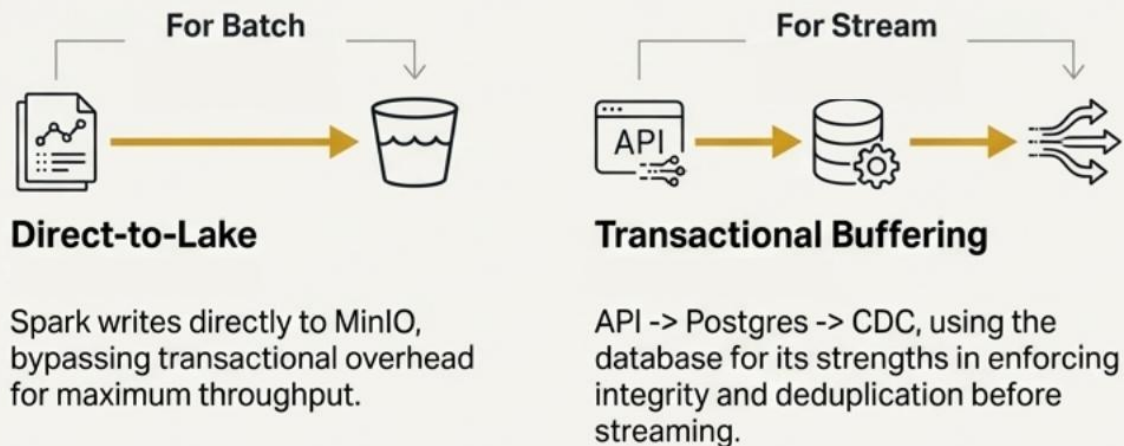 For Batch
Direct-to-Lake
Spark writes directly to MinIO,
bypassing transactional overhead
for maximum throughput.
For Stream
API
Transactional Buffering
API -> Postgres -> CDC, using the
database for its strengths in enforcing
integrity and deduplication before
streaming.